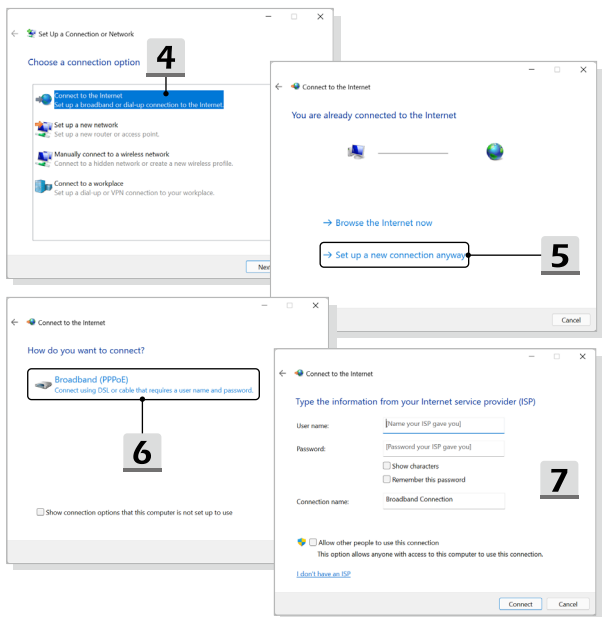 Set Up a Connection or Network
Choose a connection option
4
Connect to the Internet
Set up a broadband or dial-up connection to the Internet.
Set up a new network
Set up a new router or access point.
Manually connect to a wireless network
Connect to a hidden network or create a new wireless profile.
Connect to a workplace
Set up a dial-up or VPN connection to your workplace.
Nex
Connect to the Internet
You are already connected to the Internet
→ Browse the Internet now
→ Set up a new connection anyway
5
Cancel
Connect to the Internet
How do you want to connect?
Broadband (PPPoE)
Connect using DSL or cable that requires a user name and password.
6
Show connection options that this computer is not set up to use
Connect to the Internet
Type the information from your Internet service provider (ISP)
User name:
[Name your ISP gave you]
Password:
[Password your ISP gave you]
Show characters
Remember this password
7
Connection name:
Broadband Connection
Allow other people to use this connection
This option allows anyone with access to this computer to use this connection.
I don't have an ISP
Connect
Cancel